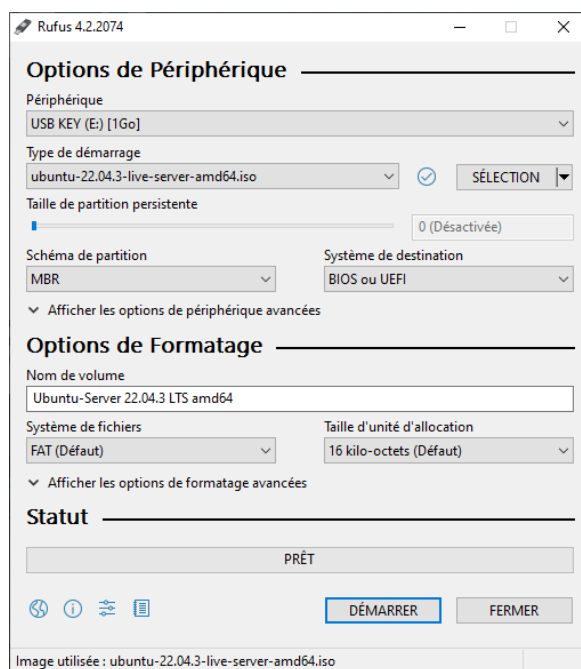 Rufus 4.2.2074
Options de Périphérique
Périphérique
USB KEY (E:) [1Go]
Type de démarrage
ubuntu-22.04.3-live-server-amd64.iso
SÉLECTION
Taille de partition persistente
0 (Désactivée)
Schéma de partition Système de destination
MBR BIOS ou UEFI
Afficher les options de périphérique avancées
Options de Formatage
Nom de volume
Ubuntu-Server 22.04.3 LTS amd64
Système de fichiers Taille d'unité d'allocation
FAT (Défaut) 16 kilo-octets (Défaut)
Afficher les options de formatage avancées
Statut
PRÊT
DÉMARRER FERMER
Image utilisée : ubuntu-22.04.3-live-server-amd64.iso